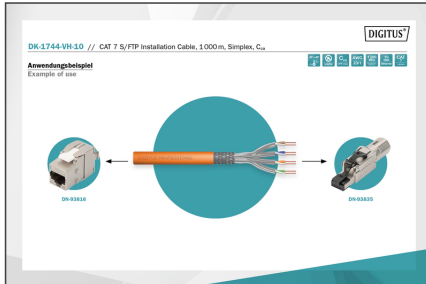 DIGITUS®
DK-1744-VH-10 // CAT 7 S/FTP Installation Cable, 1000 m, Simplex, Cca
Anwendungsbeispiel
Example of use
DN-93816
DN-93835